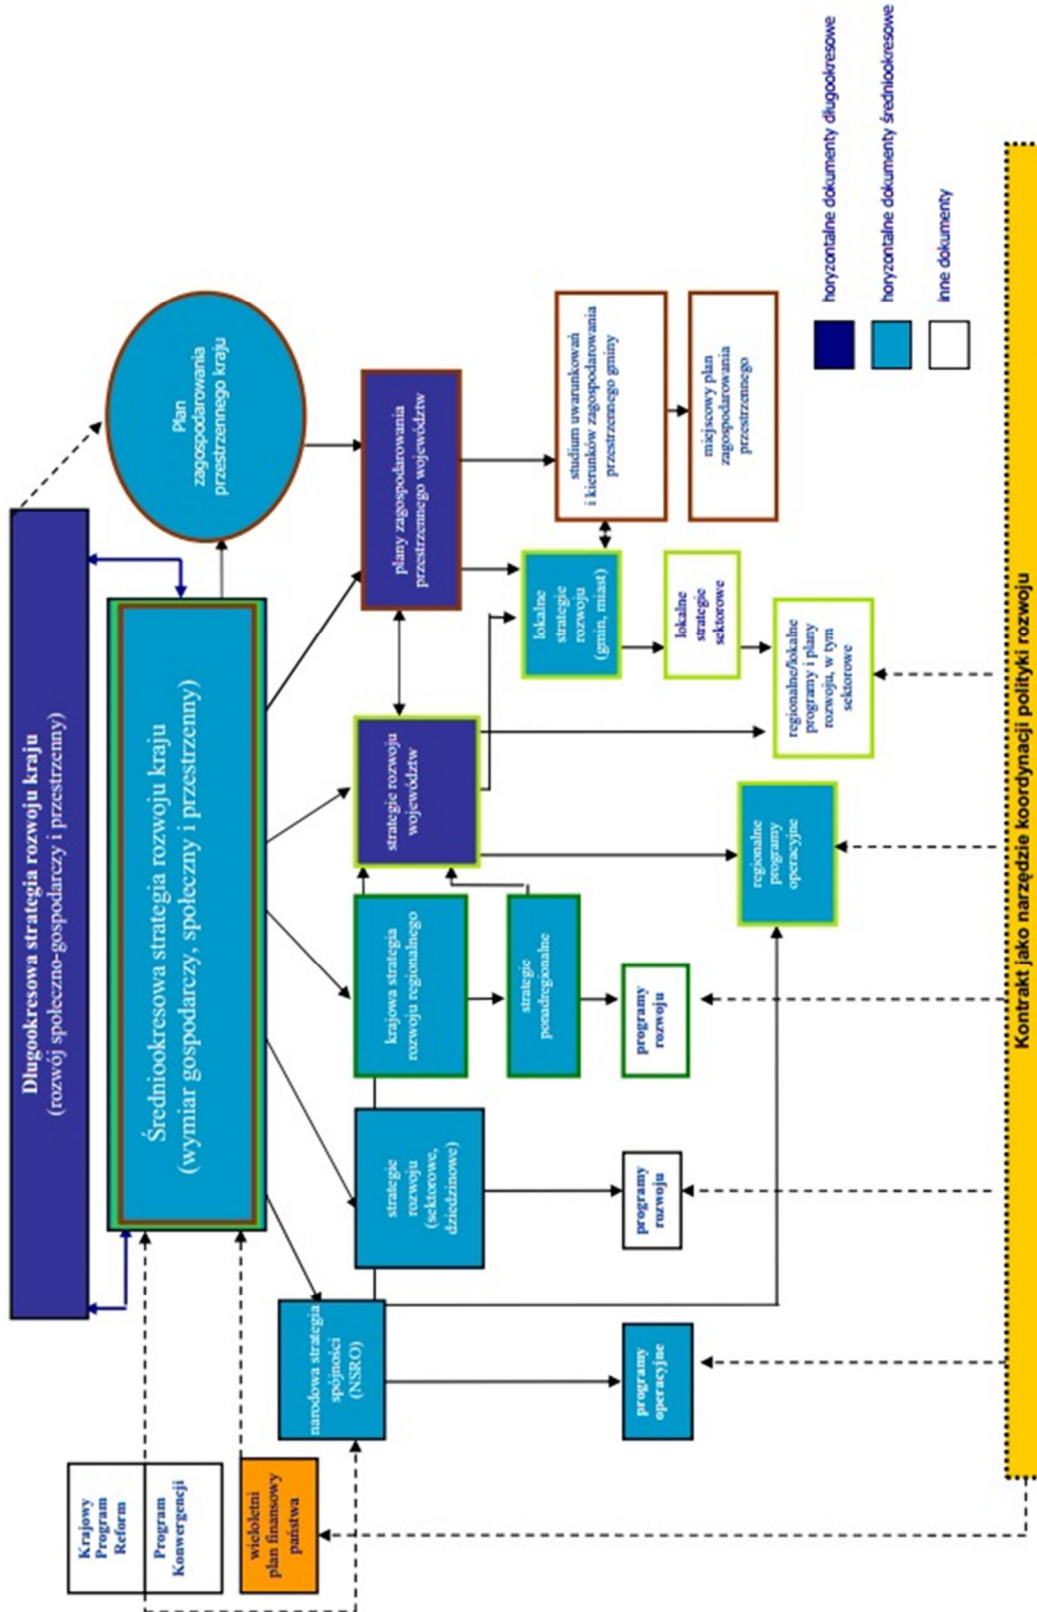 Długookresowa strategia rozwoju kraju
(rozwój społeczno-gospodarczy i przestrzenny)
Średniookresowa strategia rozwoju kraju
(wymiar gospodarczy, społeczny i przestrzenny)
Plan
zagospodarowania
przestrzennego kraju
Krajowy
Program
Reform
Program
Konwergencji
wieloletni
plan finansowy
państwa
narodowa strategia
spójności
(NSRO)
strategie
rozwoju
(sektorowe,
dziedzinowe)
krajowa strategia
rozwoju regionalnego
strategie rozwoju
województw
plany zagospodarowania
przestrzennego województw
strategie
ponadregionalne
lokalne
strategie
rozwoju
(gmin, miast)
studium uwarunkowań
i kierunków zagospodarowania
przestrzennego gminy
programy
operacyjne
programy
rozwoju
programy
rozwoju
lokalne
strategie
sektorowe
miejscowy plan
zagospodarowania
przestrzennego
regionalne
programy
operacyjne
regionalne/lokalne
programy i plany
rozwoju, w tym
sektorowe
horyzontalne dokumenty długookresowe
horyzontalne dokumenty średniookresowe
inne dokumenty
Kontrakt jako narzędzie koordynacji polityki rozwoju